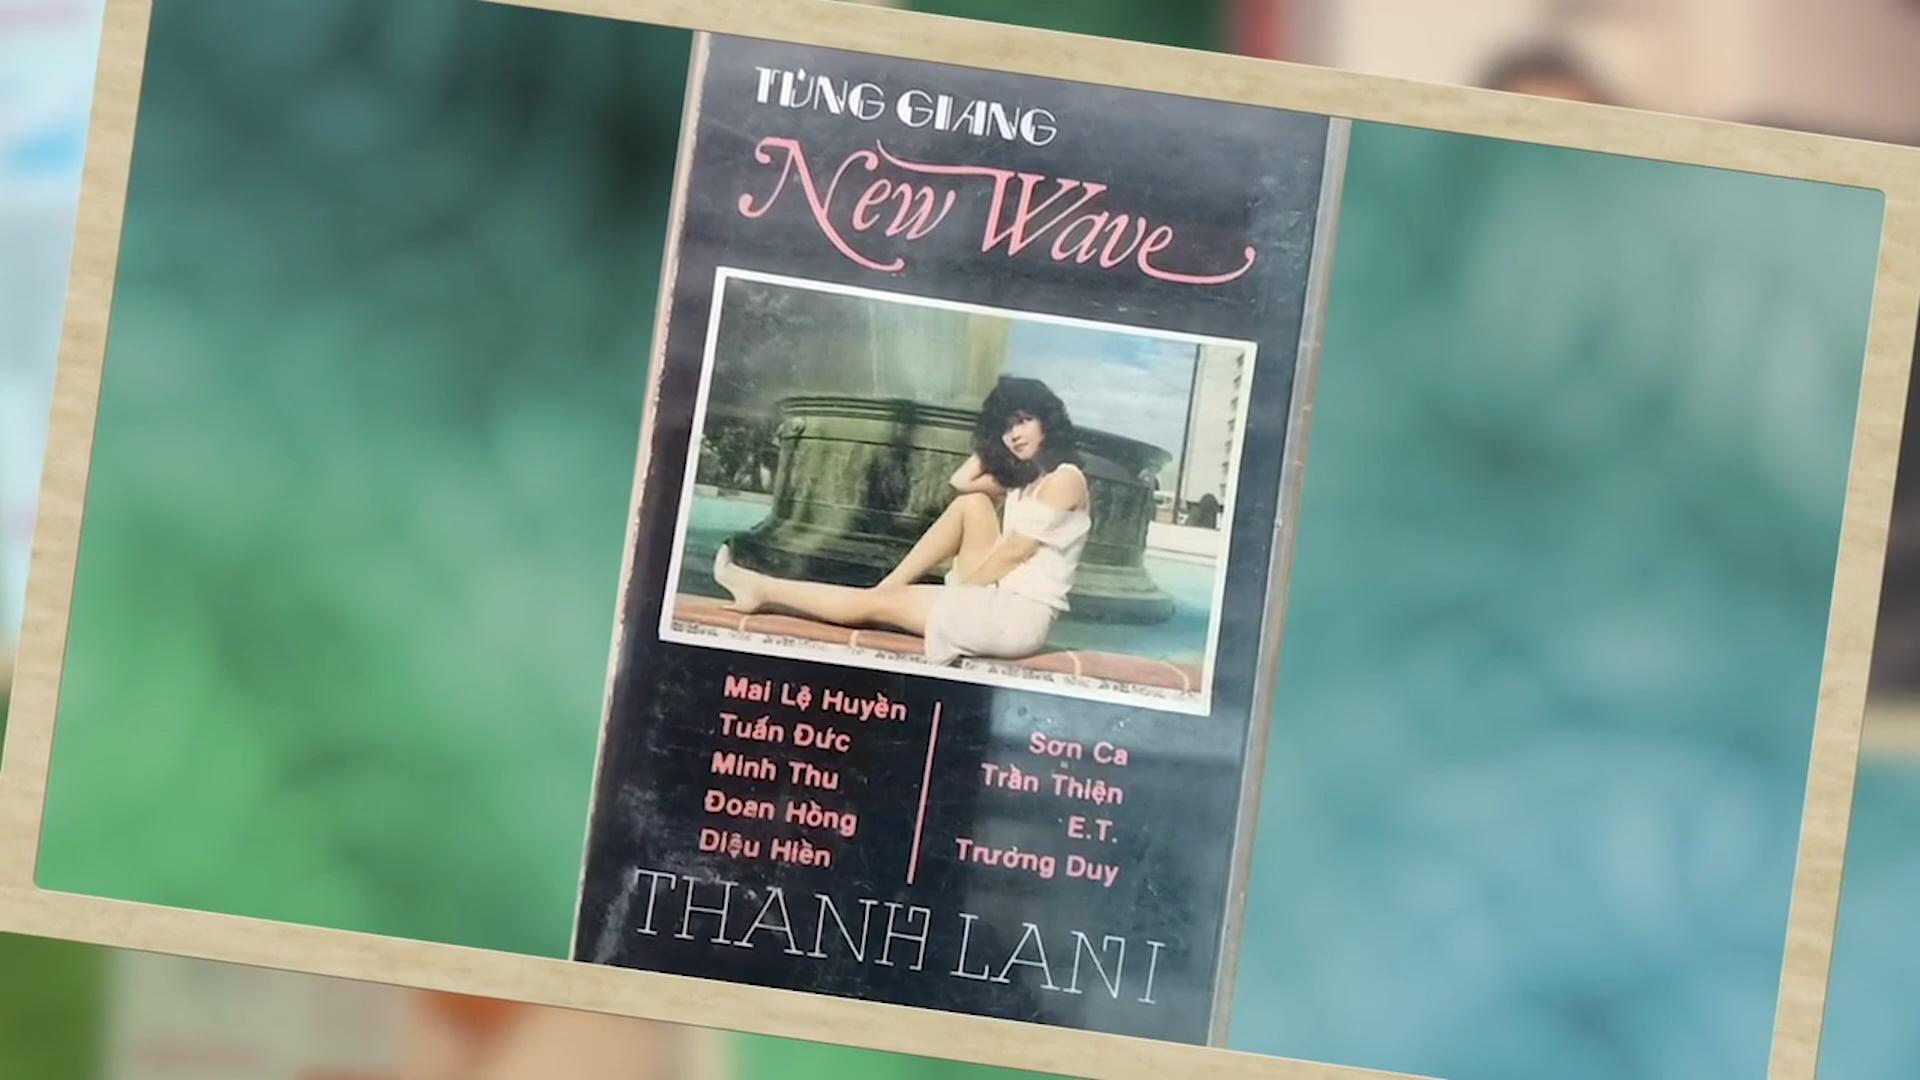 TÙNG GIANG
New Wave
Mai Lệ Huyền
Tuấn Đức
Minh Thu
Đoan Hồng
Diệu Hiền
Sơn Ca
Trần Thiện
E.T.
Trường Duy
THANH LAN 1